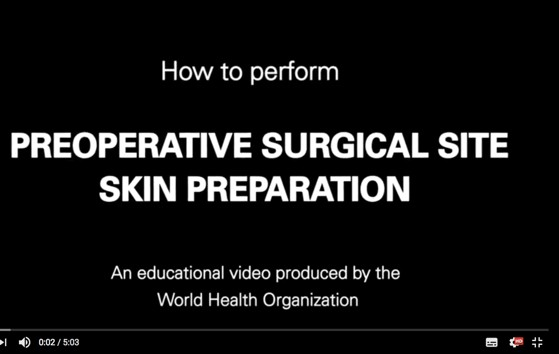 How to perform
PREOPERATIVE SURGICAL SITE
SKIN PREPARATION
An educational video produced by the
World Health Organization
0:02 / 5:03
HD